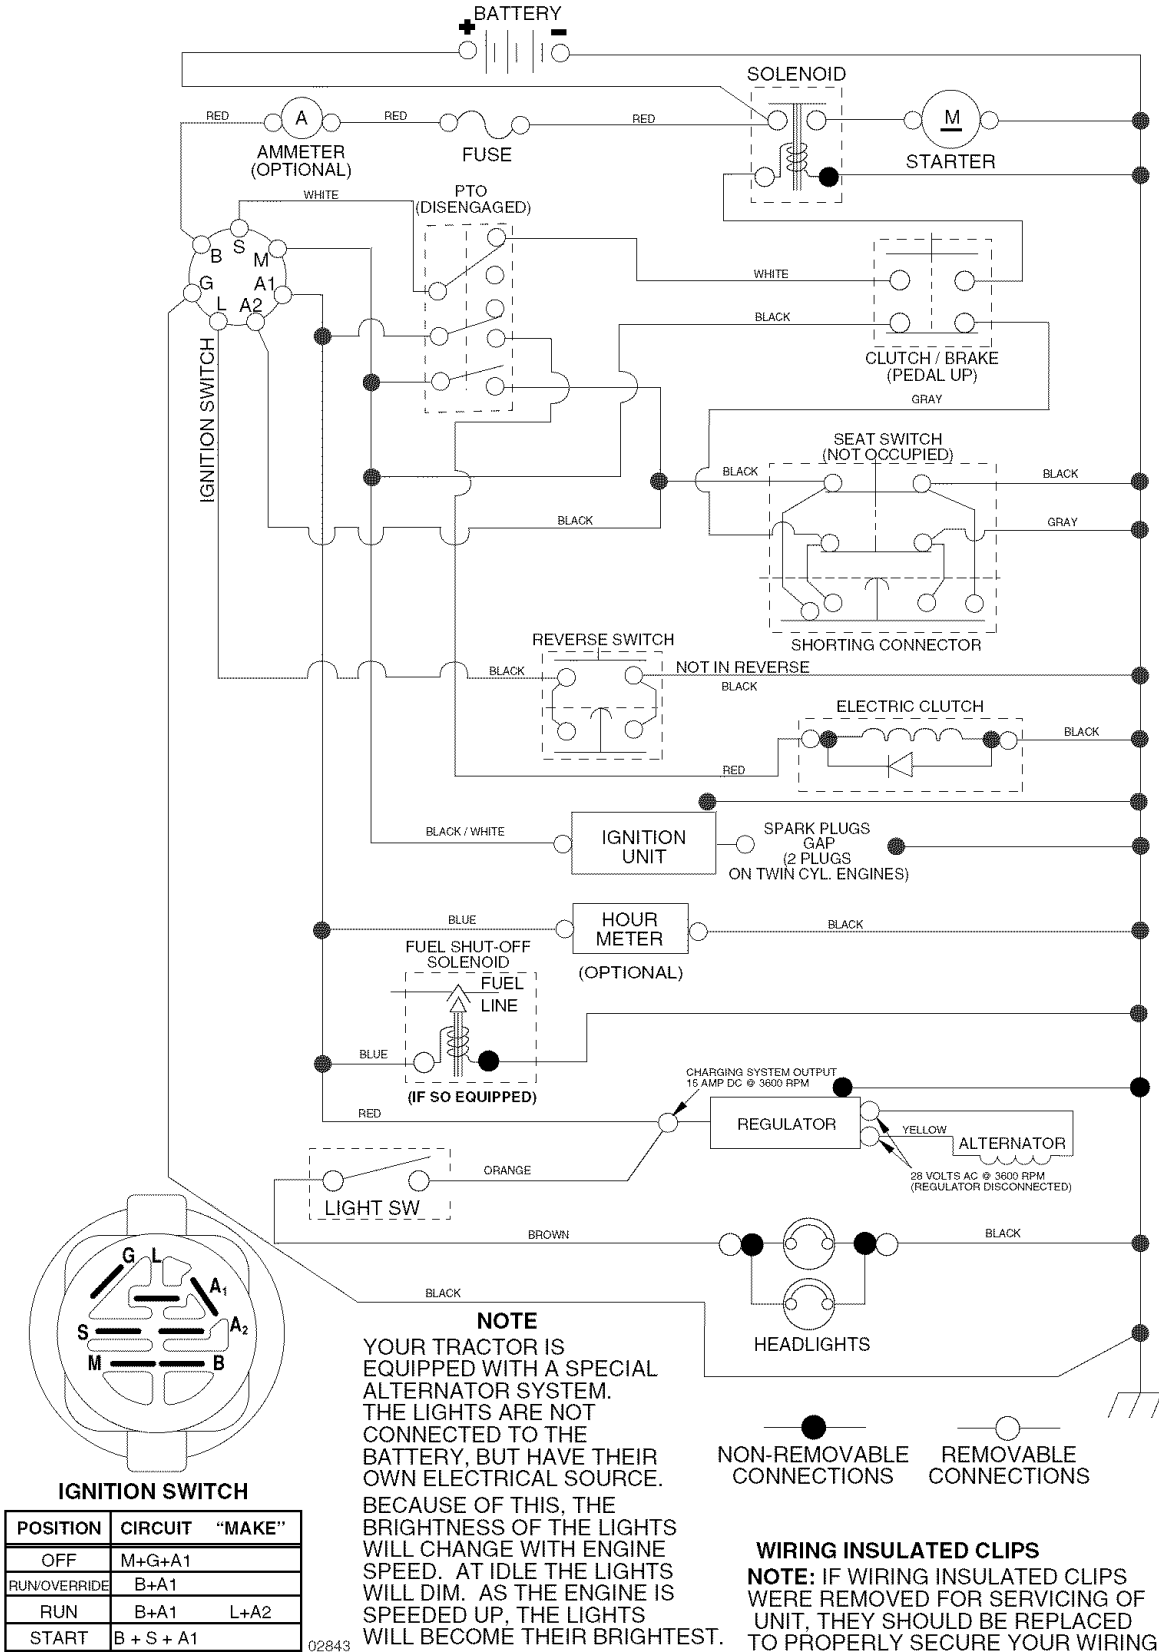 BATTERY
+
-
SOLENOID
RED
A
RED
RED
M
AMMETER
(OPTIONAL)
FUSE
STARTER
WHITE
PTO
(DISENGAGED)
B
S
M
G
A1
L
A2
IGNITION SWITCH
WHITE
BLACK
CLUTCH / BRAKE
(PEDAL UP)
GRAY
SEAT SWITCH
(NOT OCCUPIED)
BLACK
BLACK
BLACK
GRAY
SHORTING CONNECTOR
REVERSE SWITCH
BLACK
NOT IN REVERSE
BLACK
ELECTRIC CLUTCH
BLACK
RED
BLACK / WHITE
IGNITION
UNIT
SPARK PLUGS
GAP
(2 PLUGS
ON TWIN CYL. ENGINES)
BLUE
HOUR
METER
BLACK
(OPTIONAL)
FUEL SHUT-OFF
SOLENOID
FUEL
LINE
BLUE
(IF SO EQUIPPED)
CHARGING SYSTEM OUTPUT
15 AMP DC @ 3600 RPM
RED
REGULATOR
YELLOW
ALTERNATOR
28 VOLTS AC @ 3600 RPM
(REGULATOR DISCONNECTED)
ORANGE
LIGHT SW
BROWN
BLACK
HEADLIGHTS
BLACK
G L
A1
S
A2
M
B
IGNITION SWITCH
POSITION CIRCUIT "MAKE"
OFF M+G+A1
RUN/OVERRIDE B+A1
RUN B+A1 L+A2
START B + S + A1
02843
NOTE
YOUR TRACTOR IS
EQUIPPED WITH A SPECIAL
ALTERNATOR SYSTEM.
THE LIGHTS ARE NOT
CONNECTED TO THE
BATTERY, BUT HAVE THEIR
OWN ELECTRICAL SOURCE.
BECAUSE OF THIS, THE
BRIGHTNESS OF THE LIGHTS
WILL CHANGE WITH ENGINE
SPEED. AT IDLE THE LIGHTS
WILL DIM. AS THE ENGINE IS
SPEEDED UP, THE LIGHTS
WILL BECOME THEIR BRIGHTEST.
NON-REMOVABLE
CONNECTIONS
REMOVABLE
CONNECTIONS
WIRING INSULATED CLIPS
NOTE: IF WIRING INSULATED CLIPS
WERE REMOVED FOR SERVICING OF
UNIT, THEY SHOULD BE REPLACED
TO PROPERLY SECURE YOUR WIRING